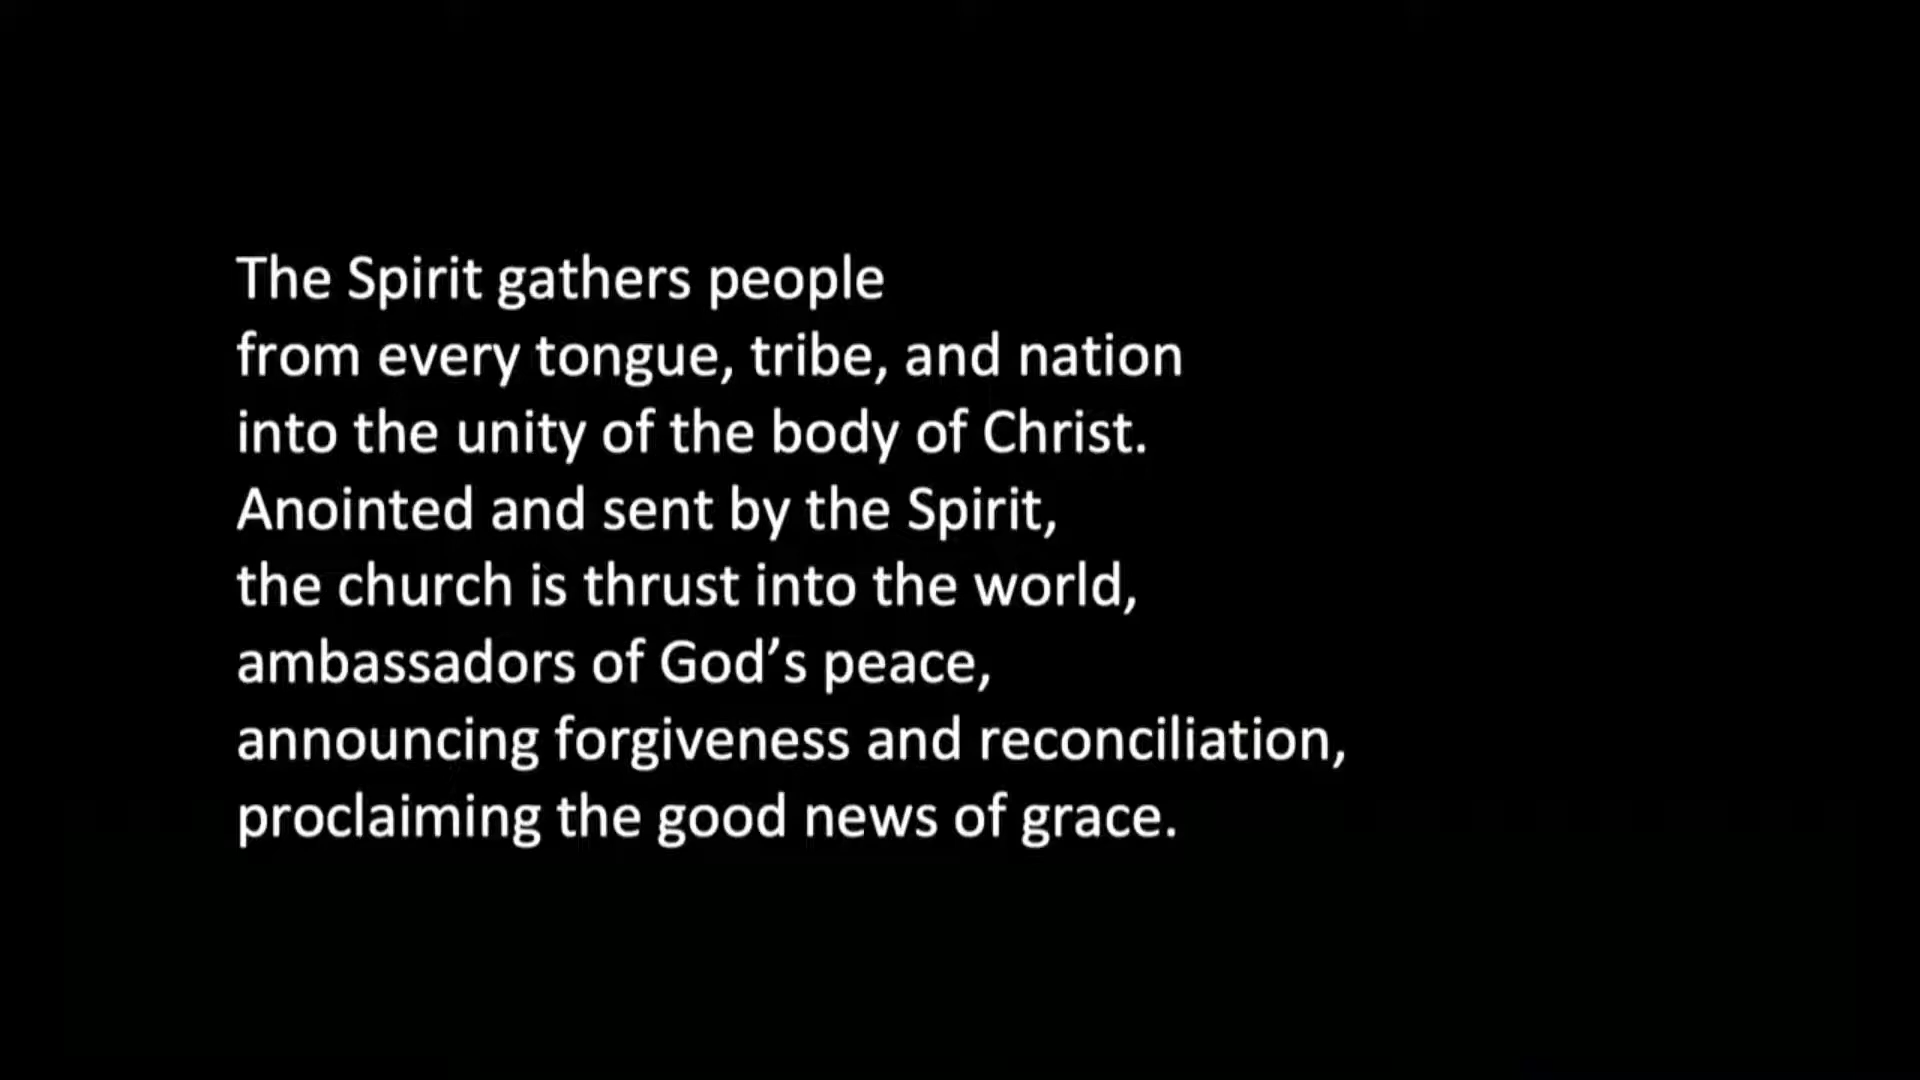 The Spirit gathers people
from every tongue, tribe, and nation
into the unity of the body of Christ.
Anointed and sent by the Spirit,
the church is thrust into the world,
ambassadors of God’s peace,
announcing forgiveness and reconciliation,
proclaiming the good news of grace.